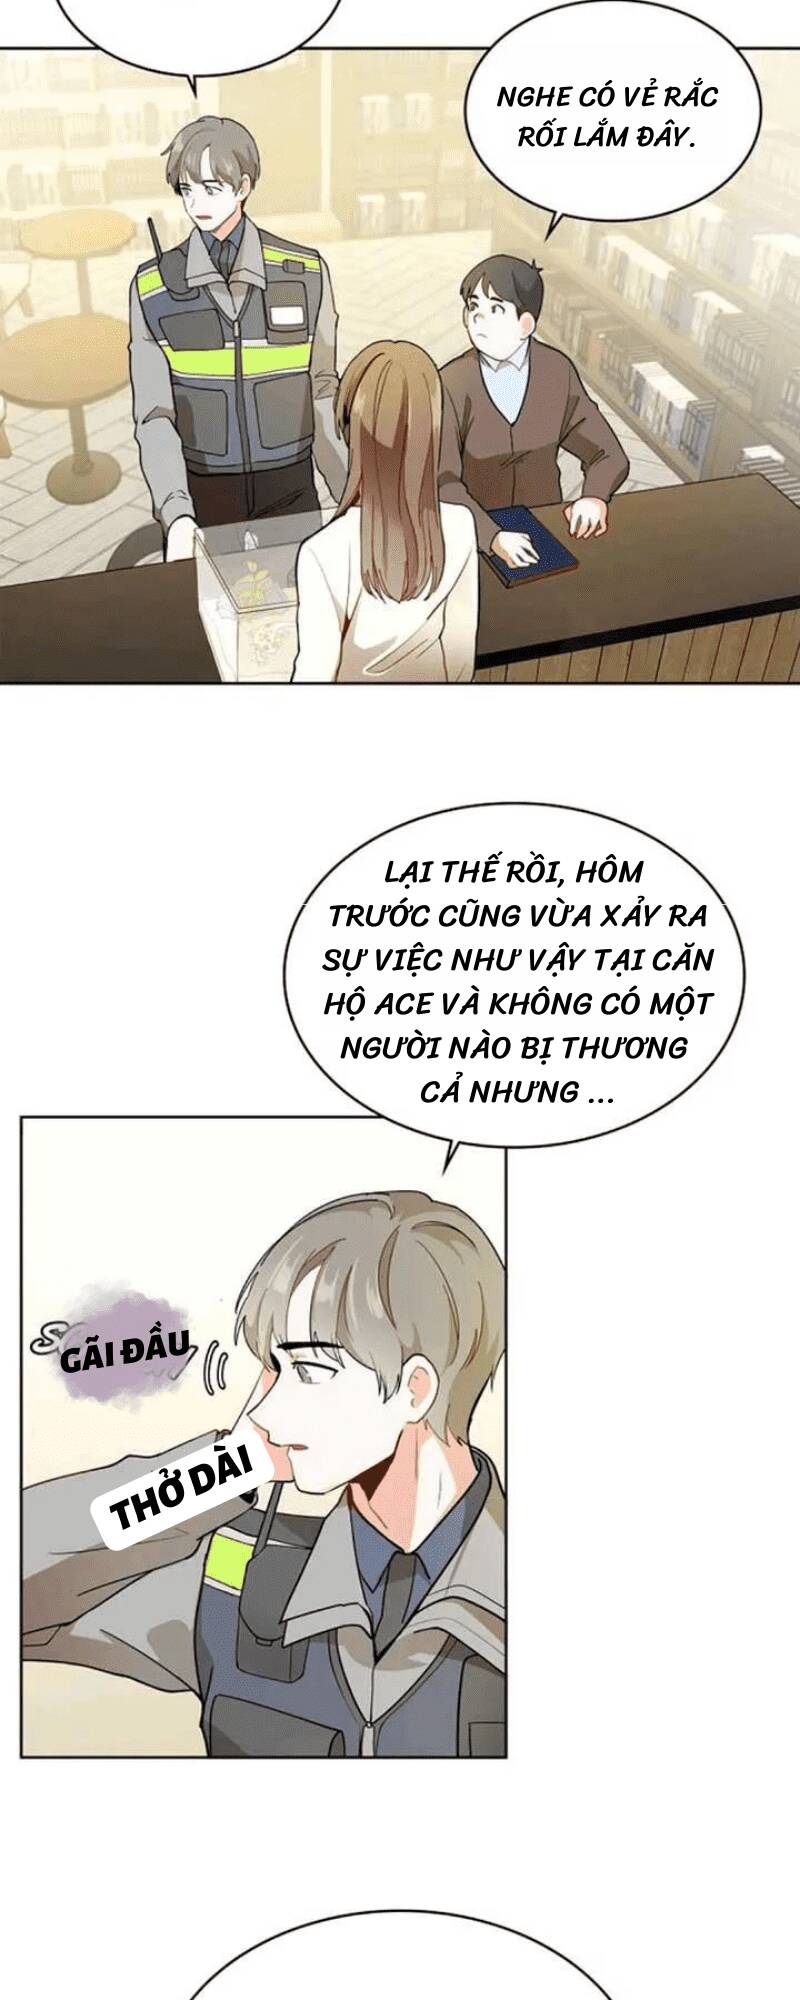 NGHE CÓ VẺ RẮC
RỐI LẮM ĐÂY.
LẠI THẾ RỒI, HÔM
TRƯỚC CŨNG VỪA XẢY RA
SỰ VIỆC NHƯ VẬY TẠI CĂN
HỘ ACE VÀ KHÔNG CÓ MỘT
NGƯỜI NÀO BỊ THƯƠNG
CẢ NHƯNG ...
GÃI ĐẦU
THỞ DÀI